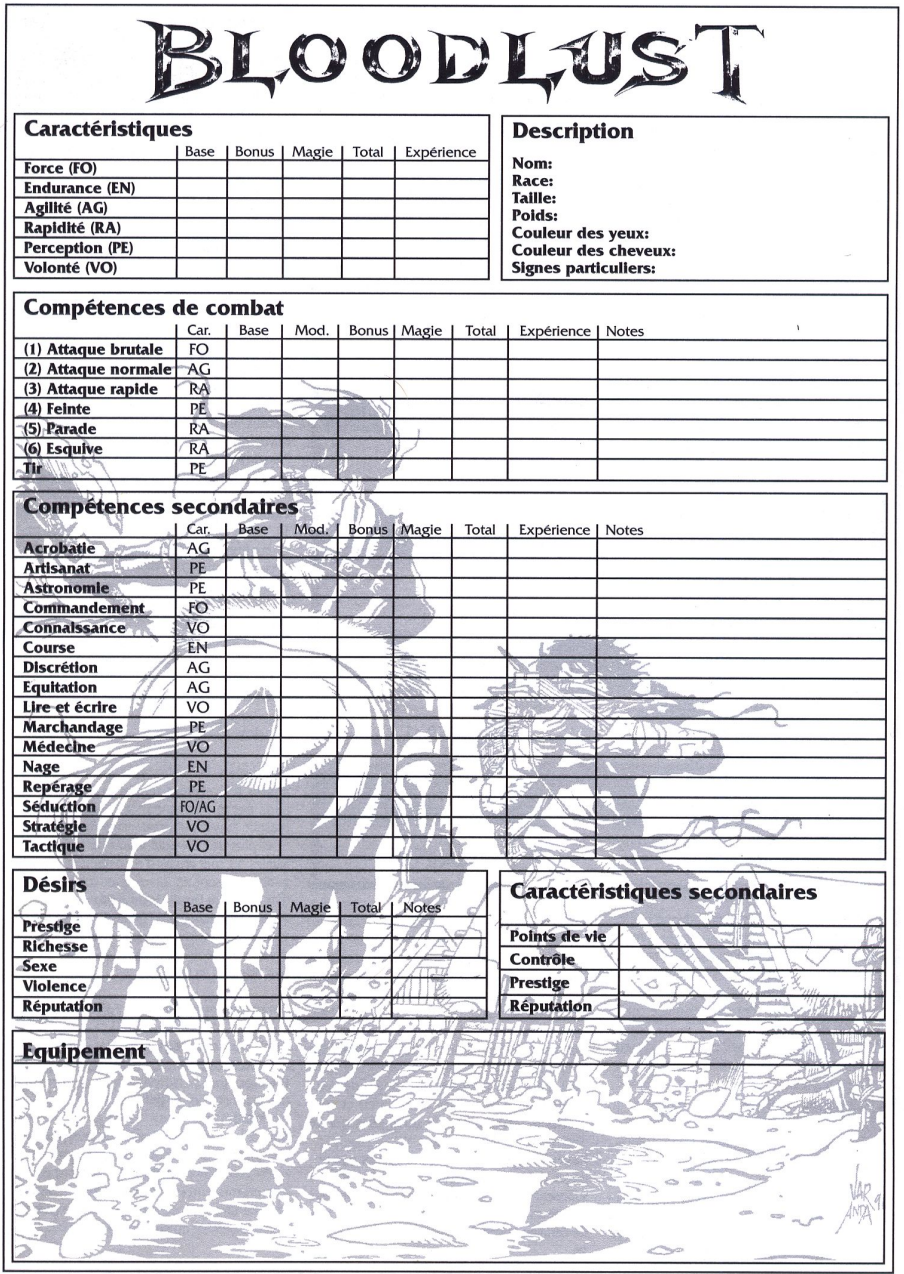 BLOODLUST
Caractéristiques
Base Bonus Magie Total Expérience
Force (FO)
Endurance (EN)
Agilité (AG)
Rapidité (RA)
Perception (PE)
Volonté (VO)
Description
Nom:
Race:
Taille:
Poids:
Couleur des yeux:
Couleur des cheveux:
Signes particuliers:
Compétences de combat
Car. Base Mod. Bonus Magie Total Expérience Notes
(1) Attaque brutale FO
(2) Attaque normale AG
(3) Attaque rapide RA
(4) Feinte PE
(5) Parade RA
(6) Esquive RA
Tir PE
Compétences secondaires
Car. Base Mod. Bonus Magie Total Expérience Notes
Acrobatie AG
Artisanat PE
Astronomie PE
Commandement FO
Connaissance VO
Course EN
Discrétion AG
Equitation AG
Lire et écrire VO
Marchandage PE
Médecine VO
Nage EN
Repérage PE
Séduction FO/AG
Stratégie VO
Tactique VO
Désirs
Base Bonus Magie Total Notes
Prestige
Richesse
Sexe
Violence
Réputation
Caractéristiques secondaires
Points de vie
Contrôle
Prestige
Réputation
Equipement
VAR
ANDA